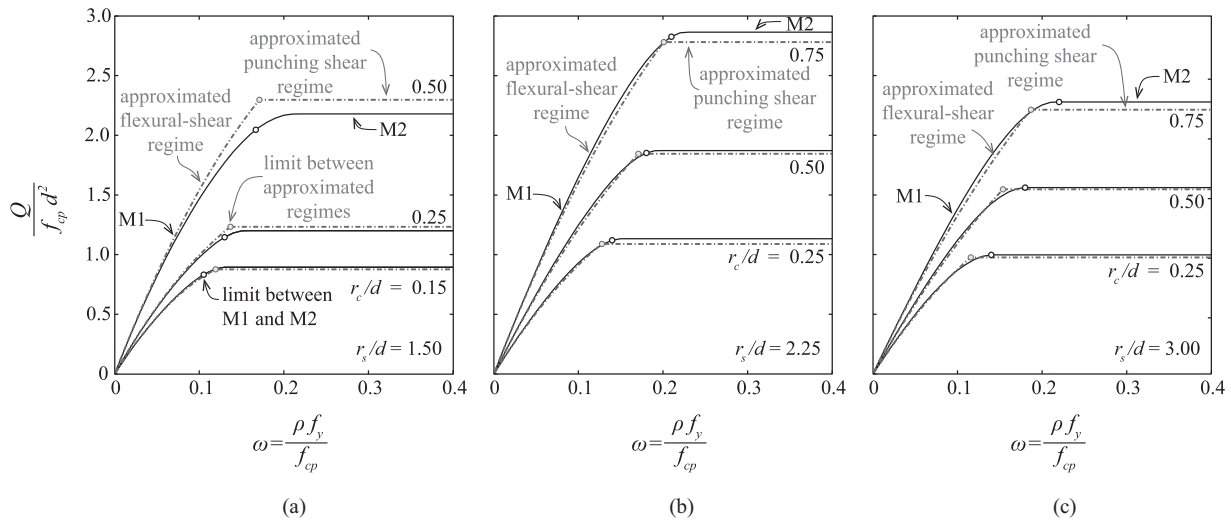 3.0
2.5
2.0
1.5
1.0
0.5
0
Q
f_cp d²
approximated
punching shear
regime
approximated
flexural-shear
regime
0.50
M2
limit between
approximated
regimes
M1
0.25
r_c/d = 0.15
limit between
M1 and M2
r_s/d = 1.50
0 0.1 0.2 0.3 0.4
ω = ρ f_y
f_cp
(a)
M2
0.75
approximated
flexural-shear
regime
approximated
punching shear
regime
0.50
M1
r_c/d = 0.25
r_s/d = 2.25
0 0.1 0.2 0.3 0.4
ω = ρ f_y
f_cp
(b)
approximated
punching shear
regime
M2
approximated
flexural-shear
regime
0.75
M1
0.50
r_c/d = 0.25
r_s/d = 3.00
0 0.1 0.2 0.3 0.4
ω = ρ f_y
f_cp
(c)